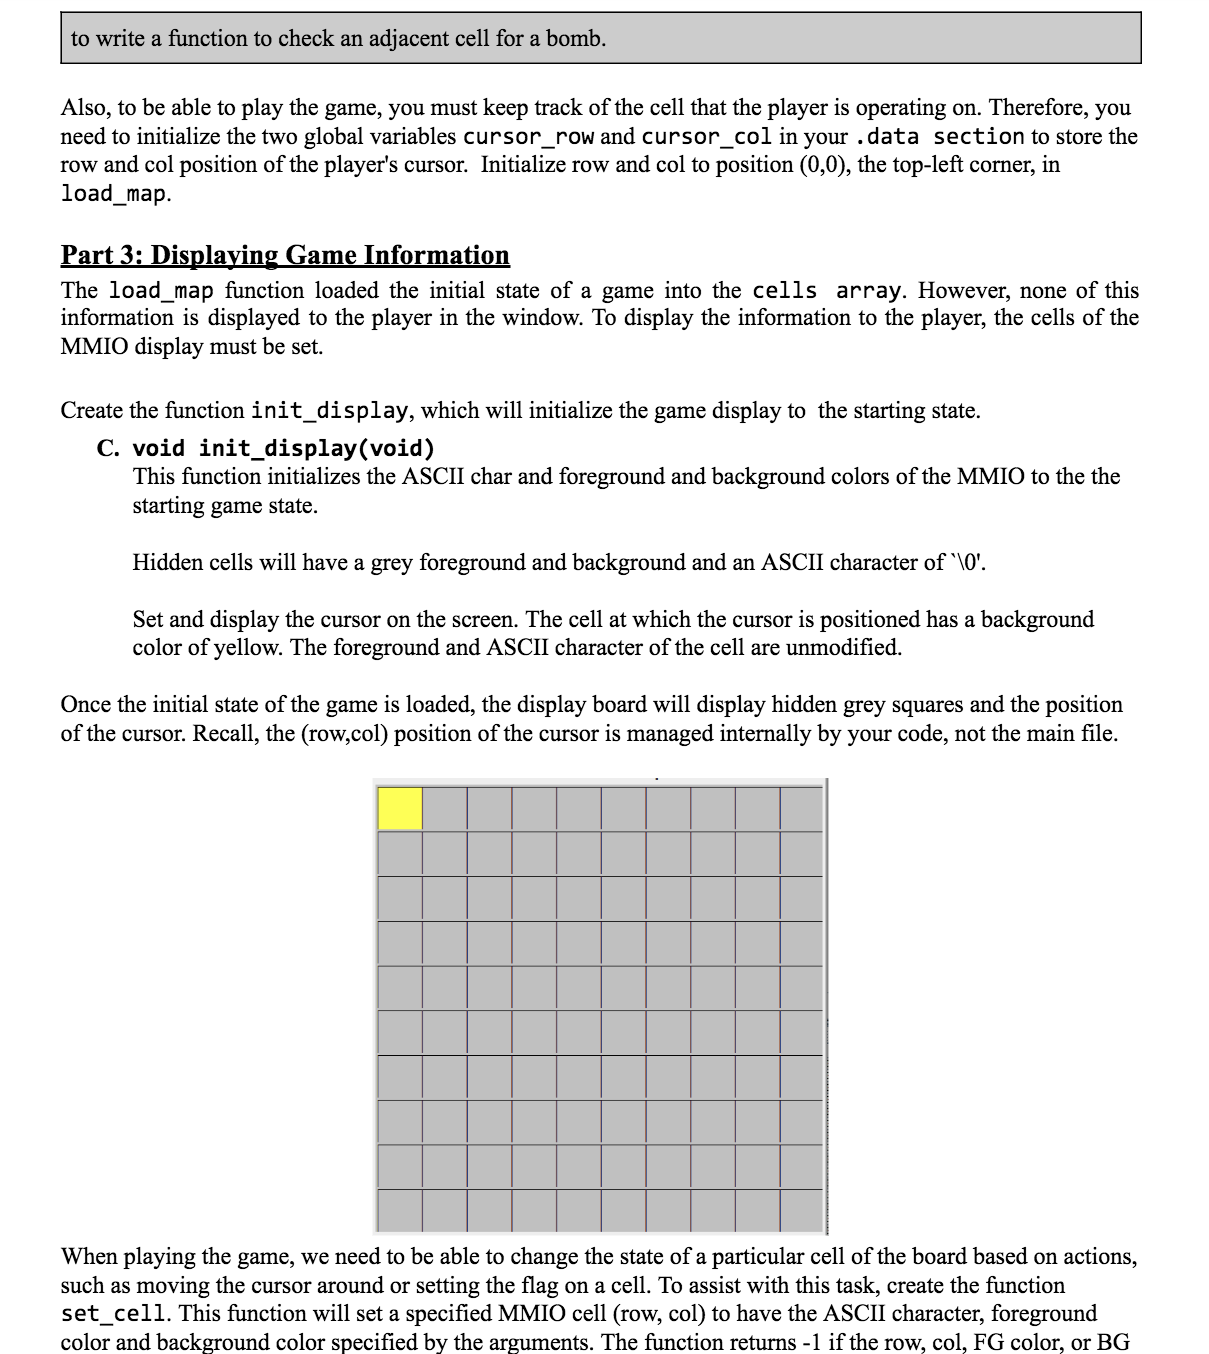 to write a function to check an adjacent cell for a bomb.
Also, to be able to play the game, you must keep track of the cell that the player is operating on. Therefore, you
need to initialize the two global variables cursor_row and cursor_col in your .data section to store the
row and col position of the player's cursor.  Initialize row and col to position (0,0), the top-left corner, in
load_map.
Part 3: Displaying Game Information
The load_map function loaded the initial state of a game into the cells array. However, none of this
information is displayed to the player in the window. To display the information to the player, the cells of the
MMIO display must be set.
Create the function init_display, which will initialize the game display to  the starting state.
C. void init_display(void)
This function initializes the ASCII char and foreground and background colors of the MMIO to the the
starting game state.
Hidden cells will have a grey foreground and background and an ASCII character of `\0'.
Set and display the cursor on the screen. The cell at which the cursor is positioned has a background
color of yellow. The foreground and ASCII character of the cell are unmodified.
Once the initial state of the game is loaded, the display board will display hidden grey squares and the position
of the cursor. Recall, the (row,col) position of the cursor is managed internally by your code, not the main file.
When playing the game, we need to be able to change the state of a particular cell of the board based on actions,
such as moving the cursor around or setting the flag on a cell. To assist with this task, create the function
set_cell. This function will set a specified MMIO cell (row, col) to have the ASCII character, foreground
color and background color specified by the arguments. The function returns -1 if the row, col, FG color, or BG